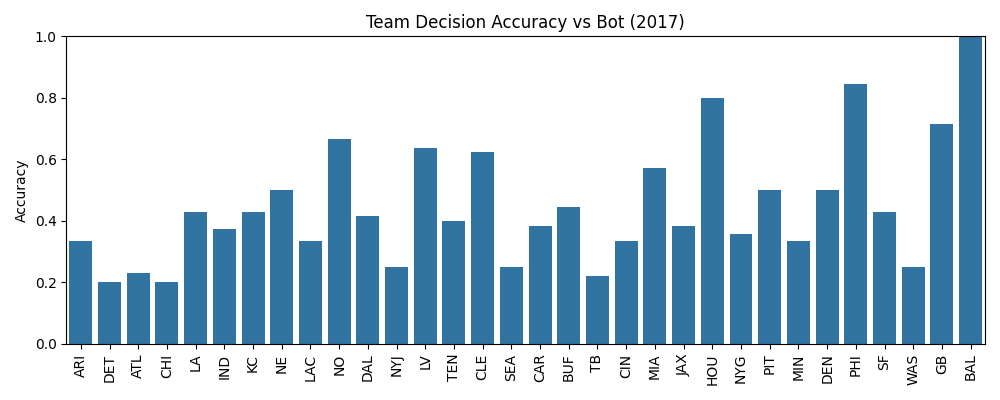 Team Decision Accuracy vs Bot (2017)
Accuracy
1.0
0.8
0.6
0.4
0.2
0.0
ARI DET ATL CHI LA IND KC NE LAC NO DAL NYJ LV TEN CLE SEA CAR BUF TB CIN MIA JAX HOU NYG PIT MIN DEN PHI SF WAS GB BAL